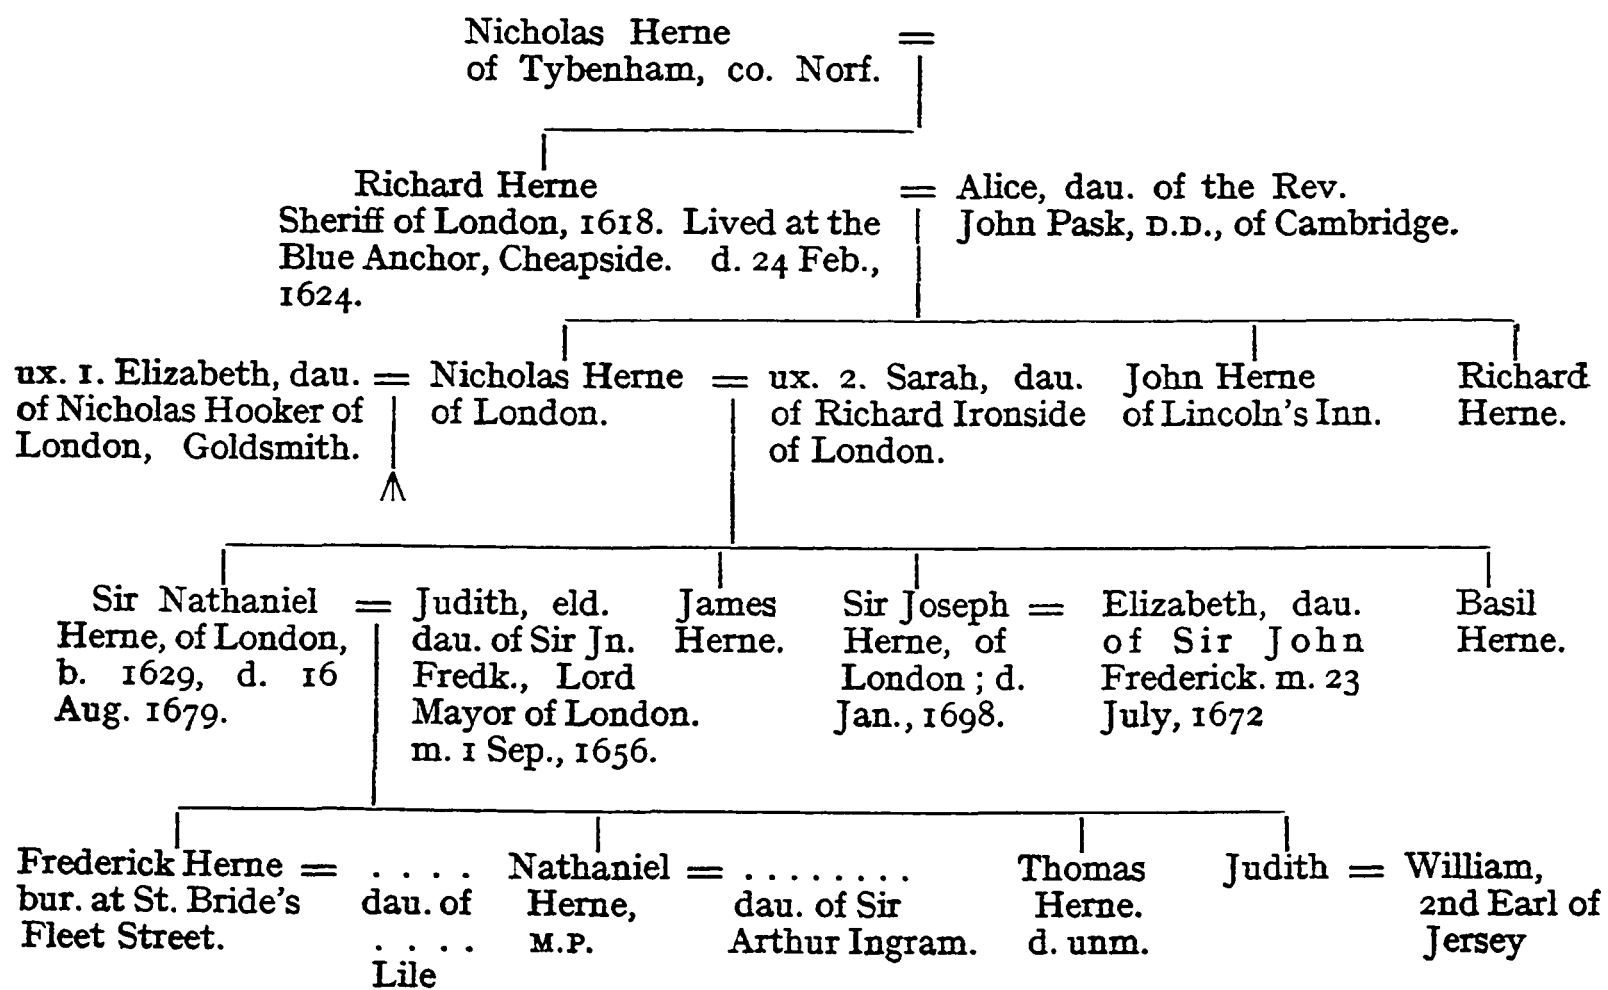 Nicholas Herne =
of Tybenham, co. Norf.
Richard Herne = Alice, dau. of the Rev.
Sheriff of London, 1618. Lived at the John Pask, D.D., of Cambridge.
Blue Anchor, Cheapside. d. 24 Feb.,
1624.
ux. 1. Elizabeth, dau. =
of Nicholas Hooker of
London, Goldsmith.
Nicholas Herne =
of London.
ux. 2. Sarah, dau.
of Richard Ironside
of London.
John Herne
of Lincoln's Inn.
Richard
Herne.
Sir Nathaniel =
Herne, of London,
b. 1629, d. 16
Aug. 1679.
Judith, eld.
dau. of Sir Jn.
Fredk., Lord
Mayor of London.
m. 1 Sep., 1656.
James
Herne.
Sir Joseph =
Herne, of
London ; d.
Jan., 1698.
Elizabeth, dau.
of Sir John
Frederick. m. 23
July, 1672
Basil
Herne.
Frederick Herne =
bur. at St. Bride's
Fleet Street.
. . . .
dau. of
. . . .
Lile
Nathaniel =
Herne,
M.P.
. . . . . . . .
dau. of Sir
Arthur Ingram.
Thomas
Herne.
d. unm.
Judith =
William,
2nd Earl of
Jersey